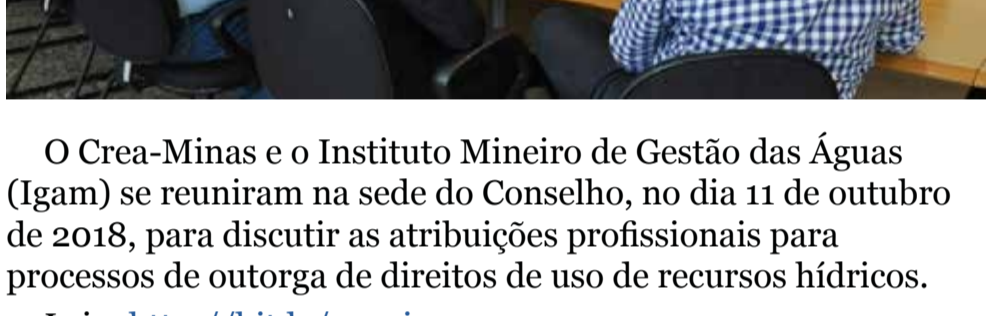 O Crea-Minas e o Instituto Mineiro de Gestão das Águas
(Igam) se reuniram na sede do Conselho, no dia 11 de outubro
de 2018, para discutir as atribuições profissionais para
processos de outorga de direitos de uso de recursos hídricos.